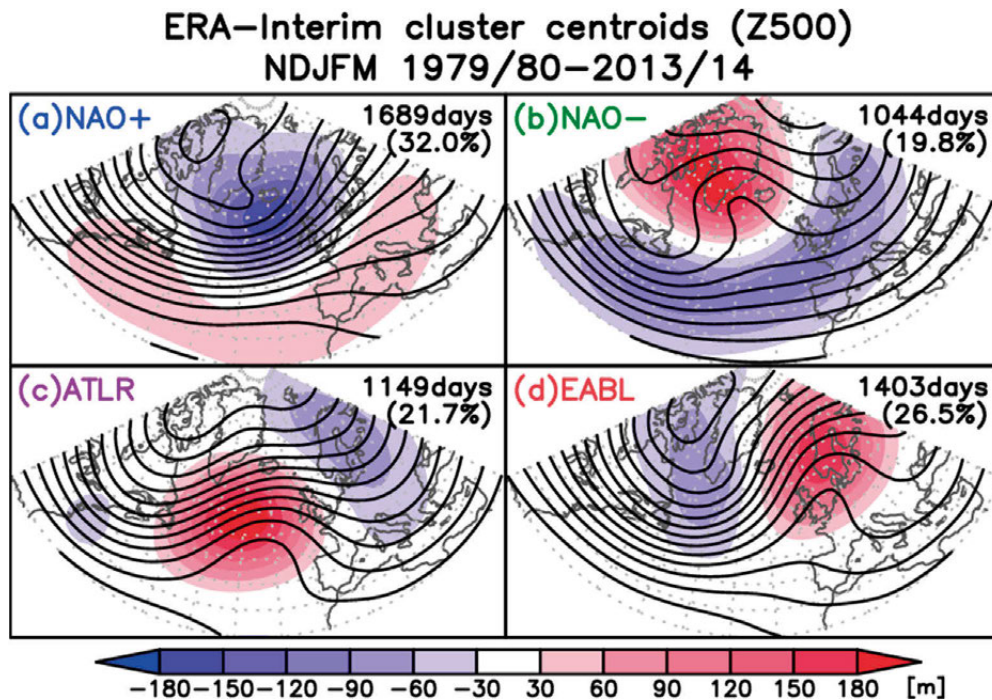 ERA−Interim cluster centroids (Z500)
NDJFM 1979/80−2013/14
(a)NAO+
1689days
(32.0%)
(b)NAO−
1044days
(19.8%)
(c)ATLR
1149days
(21.7%)
(d)EABL
1403days
(26.5%)
−180 −150 −120 −90 −60 −30 30 60 90 120 150 180 [m]